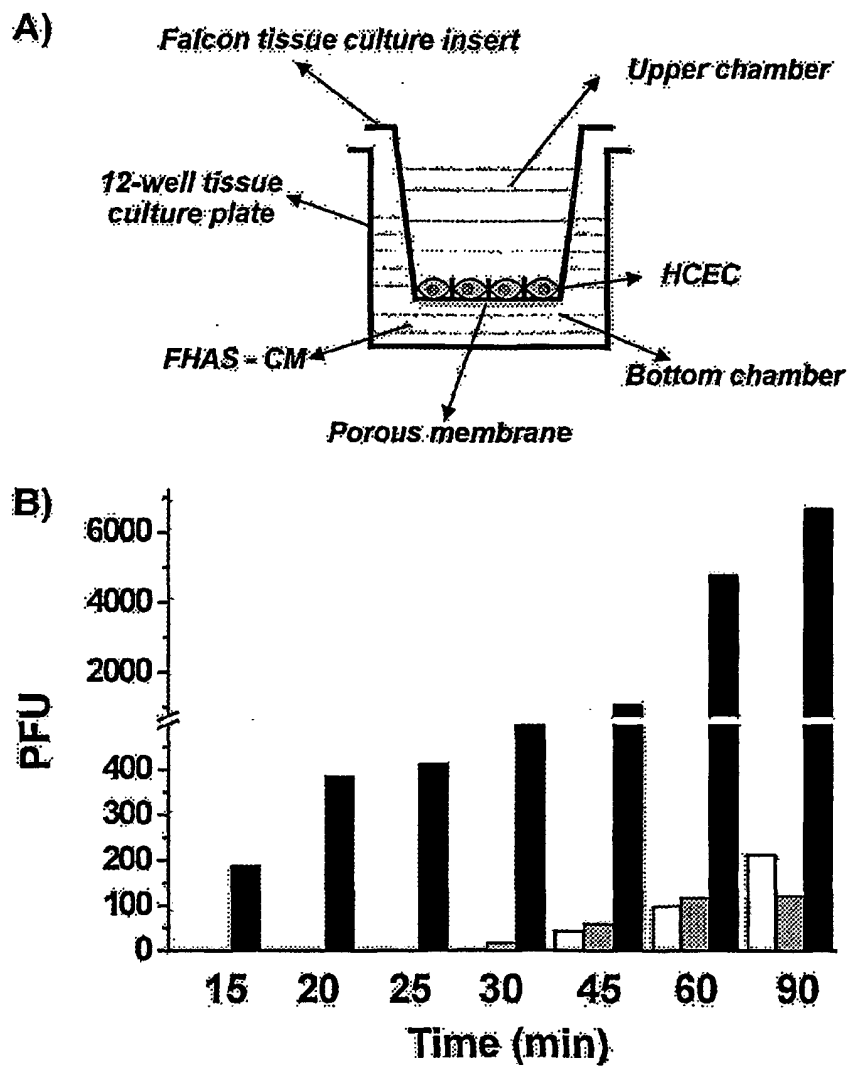 A)
Falcon tissue culture insert
Upper chamber
12-well tissue
culture plate
HCEC
FHAS - CM
Bottom chamber
Porous membrane
B)
6000
4000
2000
400
300
200
100
0
PFU
15 20 25 30 45 60 90
Time (min)